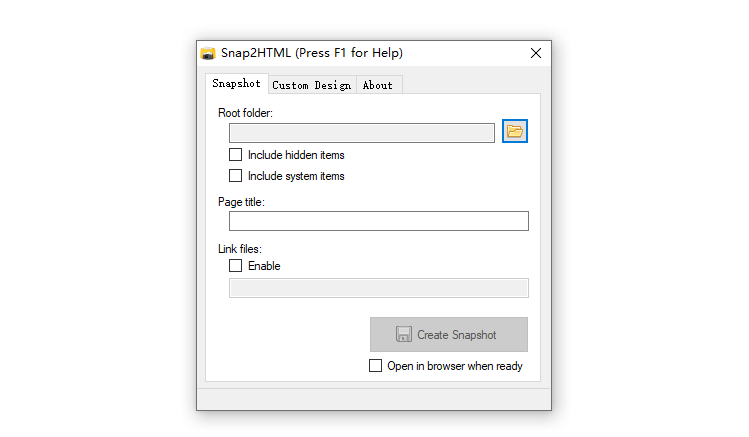 Snap2HTML (Press F1 for Help)
Snapshot Custom Design About
Root folder:
Include hidden items
Include system items
Page title:
Link files:
Enable
Create Snapshot
Open in browser when ready